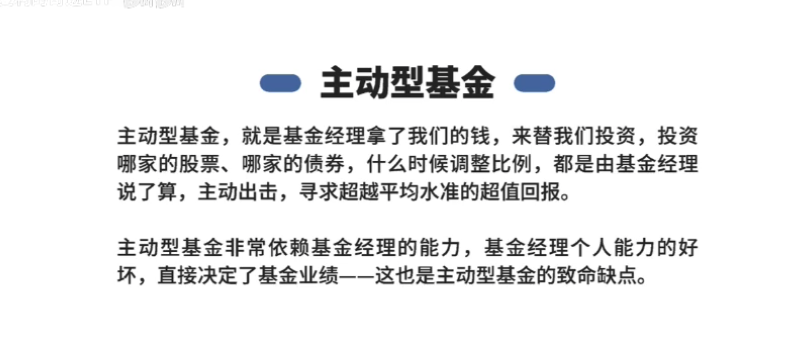 主动型基金
主动型基金，就是基金经理拿了我们的钱，来替我们投资，投资
哪家的股票、哪家的债券，什么时候调整比例，都是由基金经理
说了算，主动出击，寻求超越平均水准的超值回报。
主动型基金非常依赖基金经理的能力，基金经理个人能力的好
坏，直接决定了基金业绩——这也是主动型基金的致命缺点。